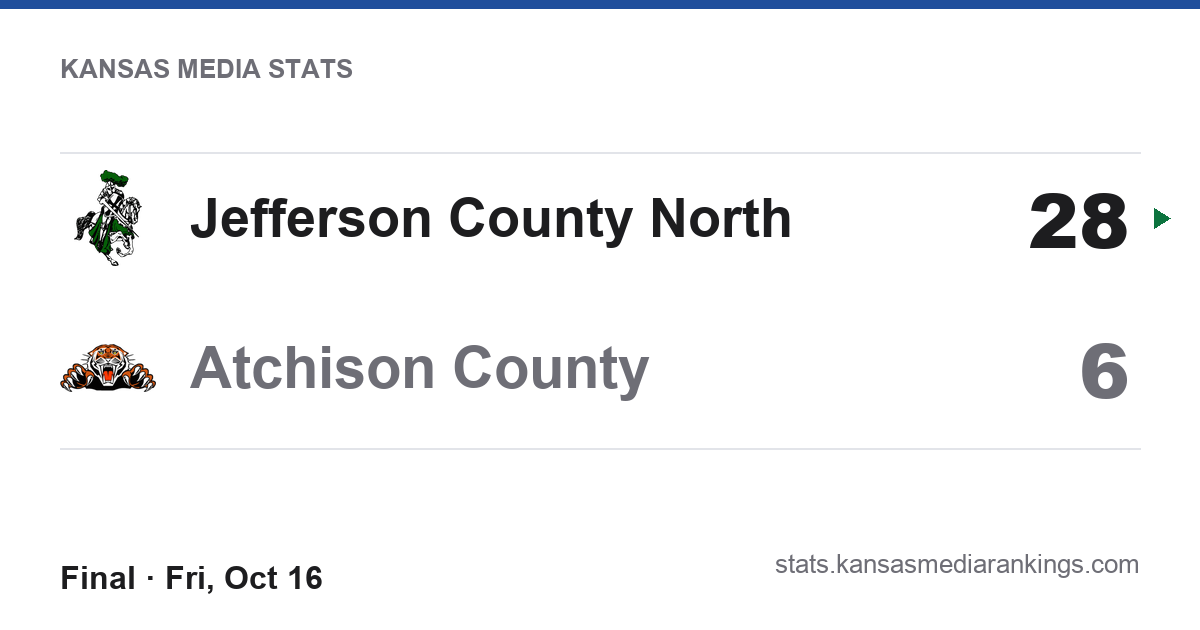 KANSAS MEDIA STATS
Jefferson County North 28
Atchison County 6
Final · Fri, Oct 16
stats.kansasmediarankings.com